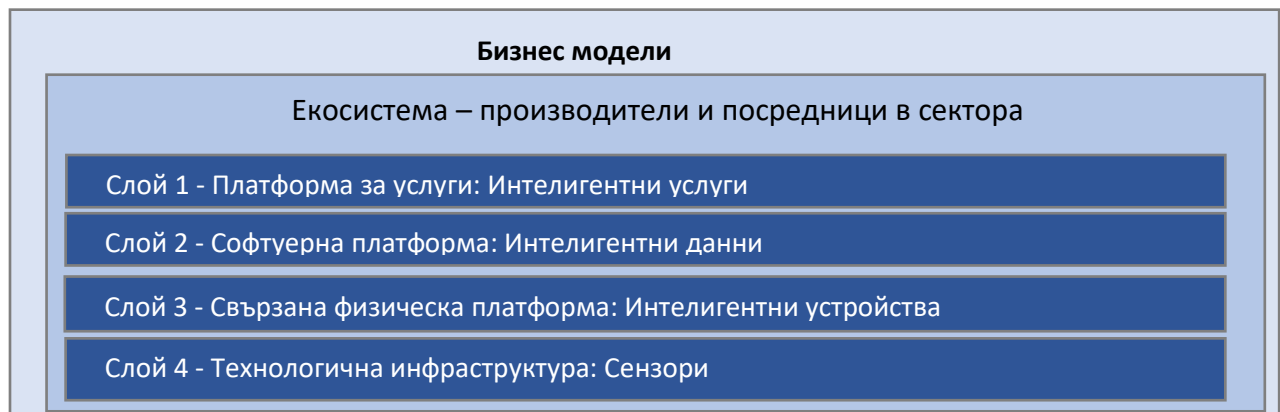 Бизнес модели
Екосистема – производители и посредници в сектора
Слой 1 - Платформа за услуги: Интелигентни услуги
Слой 2 - Софтуерна платформа: Интелигентни данни
Слой 3 - Свързана физическа платформа: Интелигентни устройства
Слой 4 - Технологична инфраструктура: Сензори